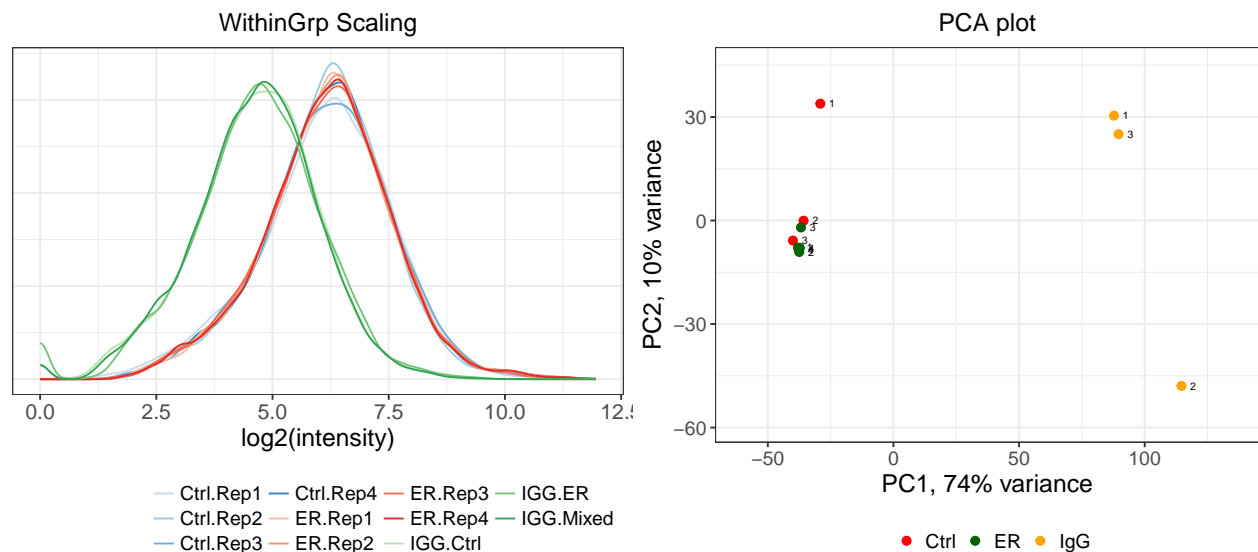 WithinGrp Scaling
0.0 2.5 5.0 7.5 10.0 12.5
log2(intensity)
Ctrl.Rep1 Ctrl.Rep4 ER.Rep3 IGG.ER
Ctrl.Rep2 ER.Rep1 ER.Rep4 IGG.Mixed
Ctrl.Rep3 ER.Rep2 IGG.Ctrl
PCA plot
PC2, 10% variance
30
0
−30
−60
1
1
3
2
3
3
2
2
−50 0 50 100
PC1, 74% variance
Ctrl ER IgG